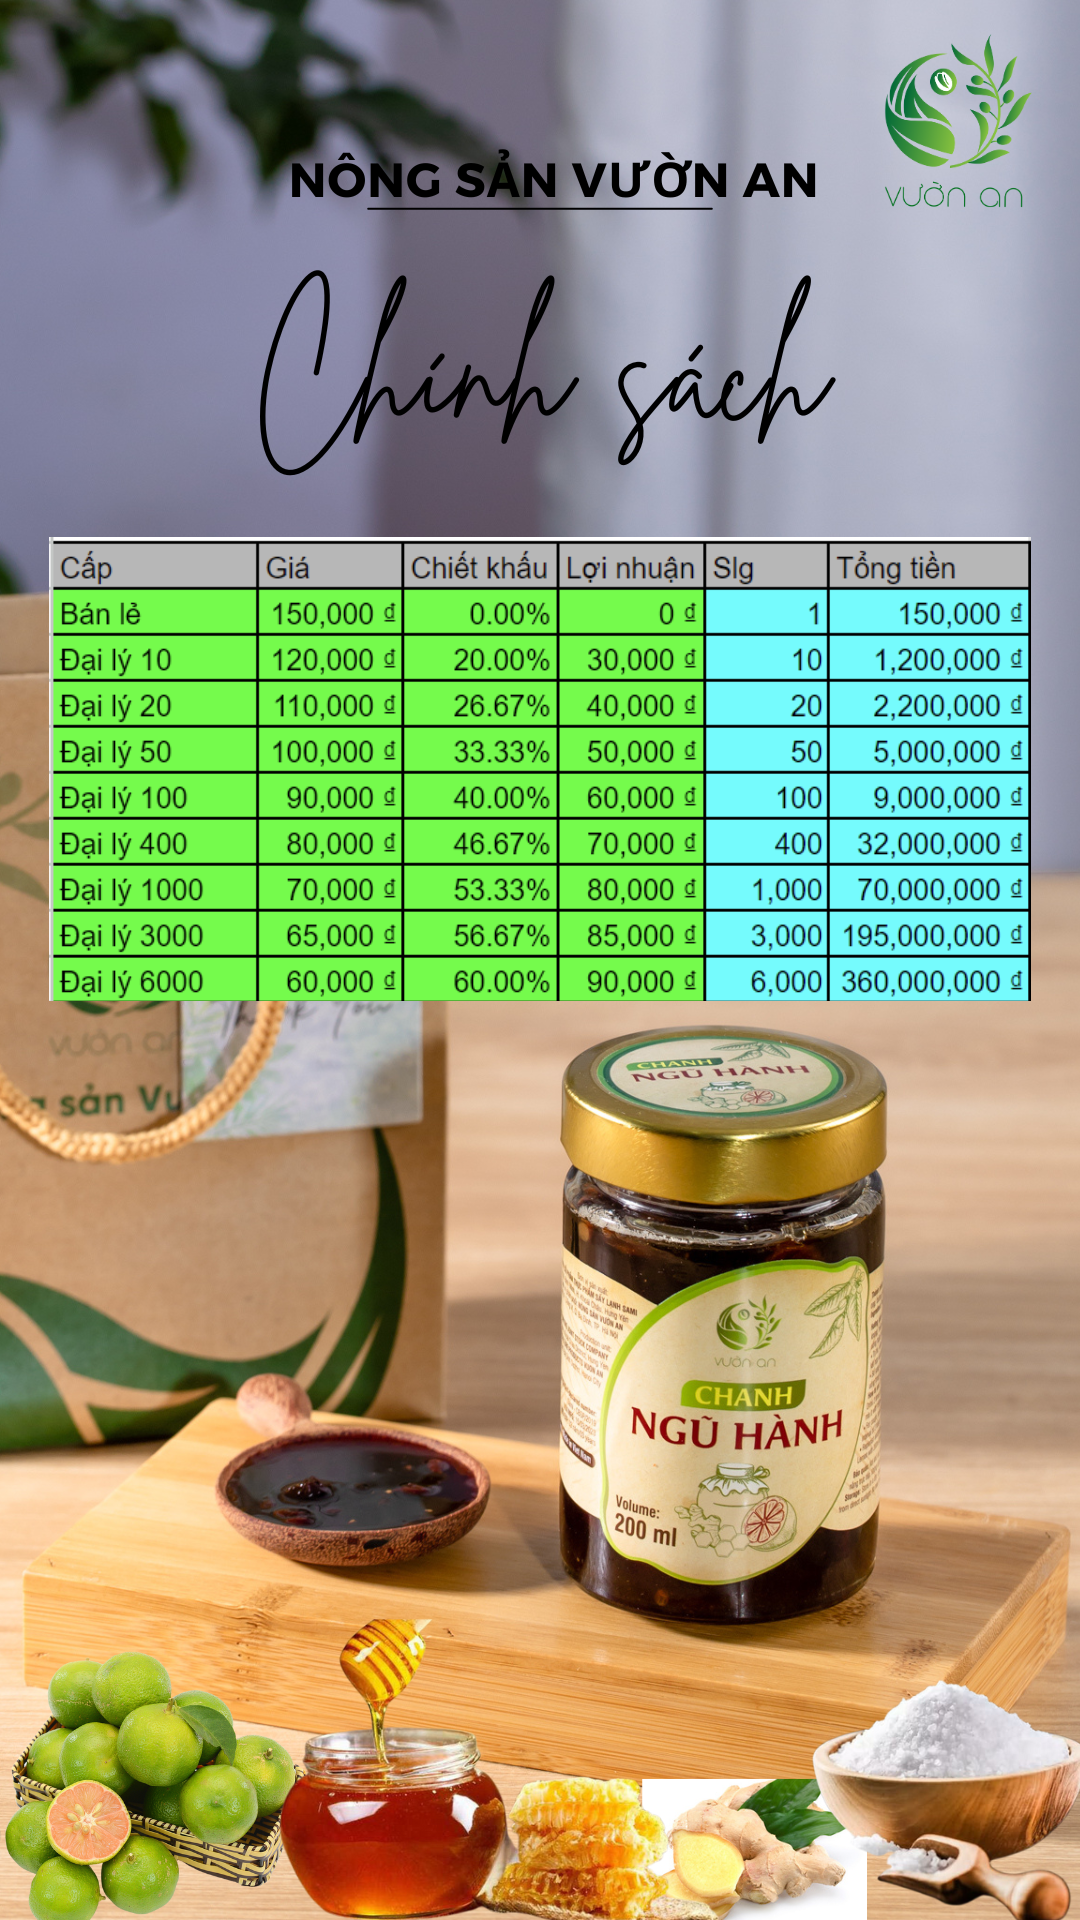 NÔNG SẢN VƯỜN AN
vườn an
Chính sách
Cấp Giá Chiết khấu Lợi nhuận Slg Tổng tiền
Bán lẻ 150,000 ₫ 0.00% 0 ₫ 1 150,000 ₫
Đại lý 10 120,000 ₫ 20.00% 30,000 ₫ 10 1,200,000 ₫
Đại lý 20 110,000 ₫ 26.67% 40,000 ₫ 20 2,200,000 ₫
Đại lý 50 100,000 ₫ 33.33% 50,000 ₫ 50 5,000,000 ₫
Đại lý 100 90,000 ₫ 40.00% 60,000 ₫ 100 9,000,000 ₫
Đại lý 400 80,000 ₫ 46.67% 70,000 ₫ 400 32,000,000 ₫
Đại lý 1000 70,000 ₫ 53.33% 80,000 ₫ 1,000 70,000,000 ₫
Đại lý 3000 65,000 ₫ 56.67% 85,000 ₫ 3,000 195,000,000 ₫
Đại lý 6000 60,000 ₫ 60.00% 90,000 ₫ 6,000 360,000,000 ₫
Thank You
vườn an
sản Vư
CHANH
NGŨ HÀNH
vườn an
CHANH
NGŨ HÀNH
Volume:
200 ml